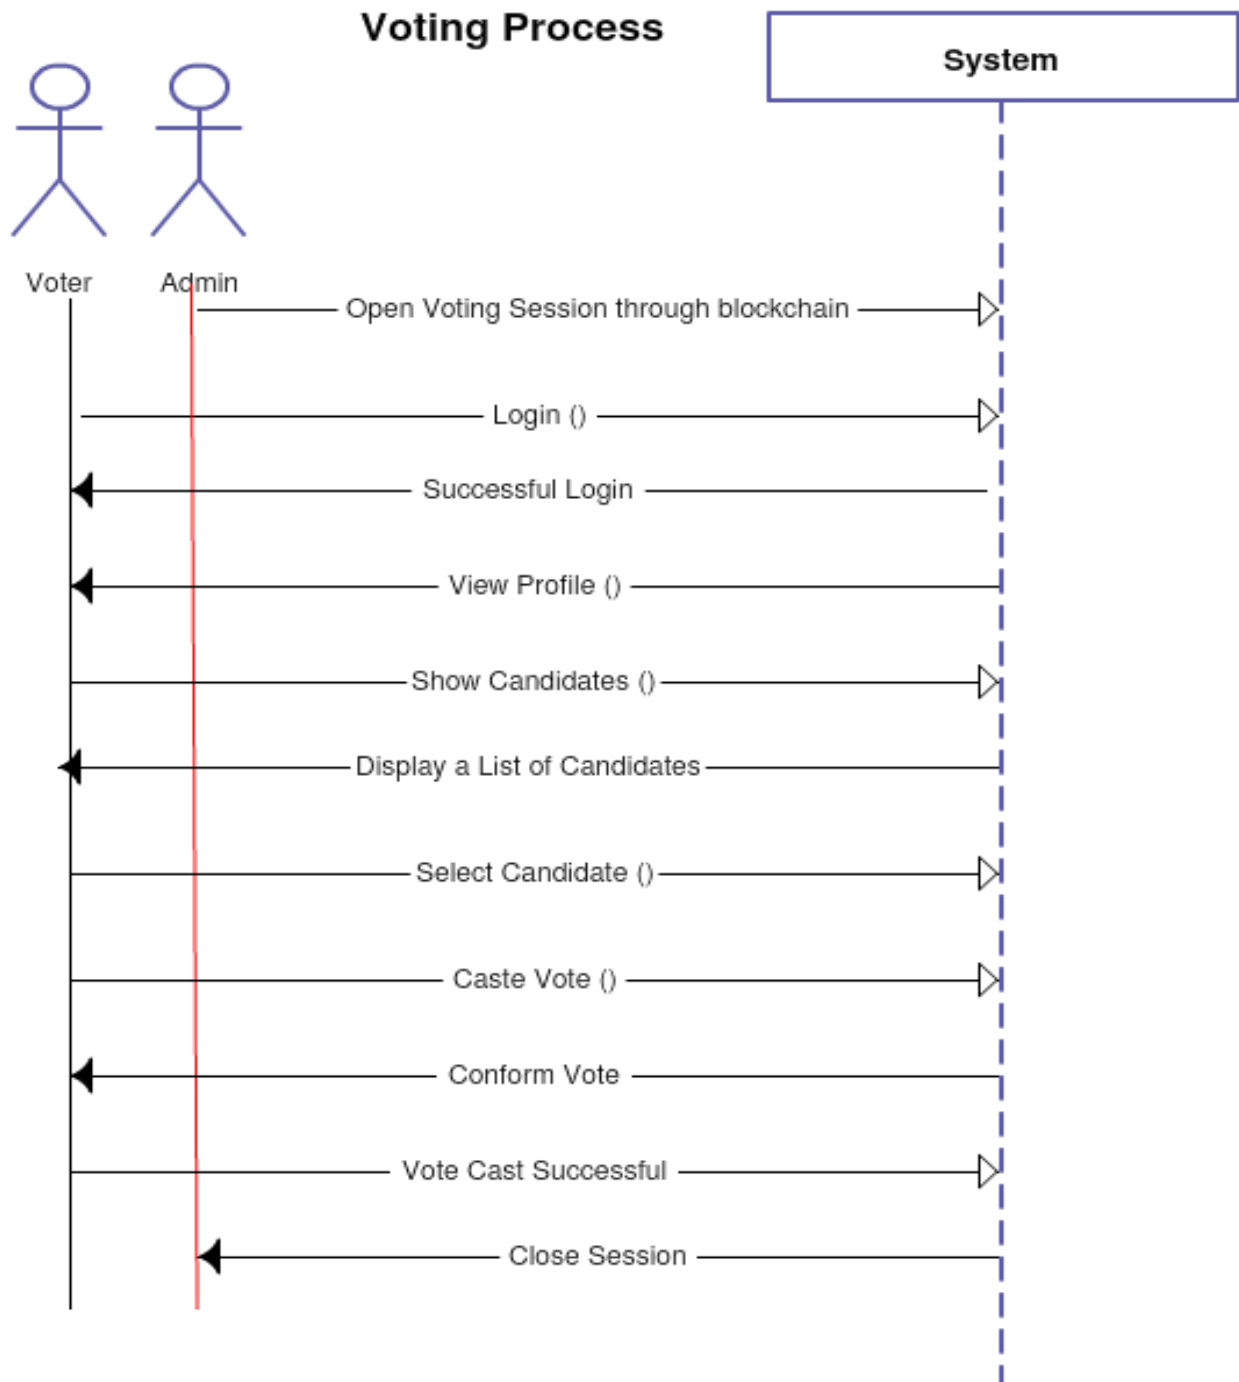 Voting Process
System
Voter
Admin
Open Voting Session through blockchain
Login ()
Successful Login
View Profile ()
Show Candidates ()
Display a List of Candidates
Select Candidate ()
Caste Vote ()
Conform Vote
Vote Cast Successful
Close Session